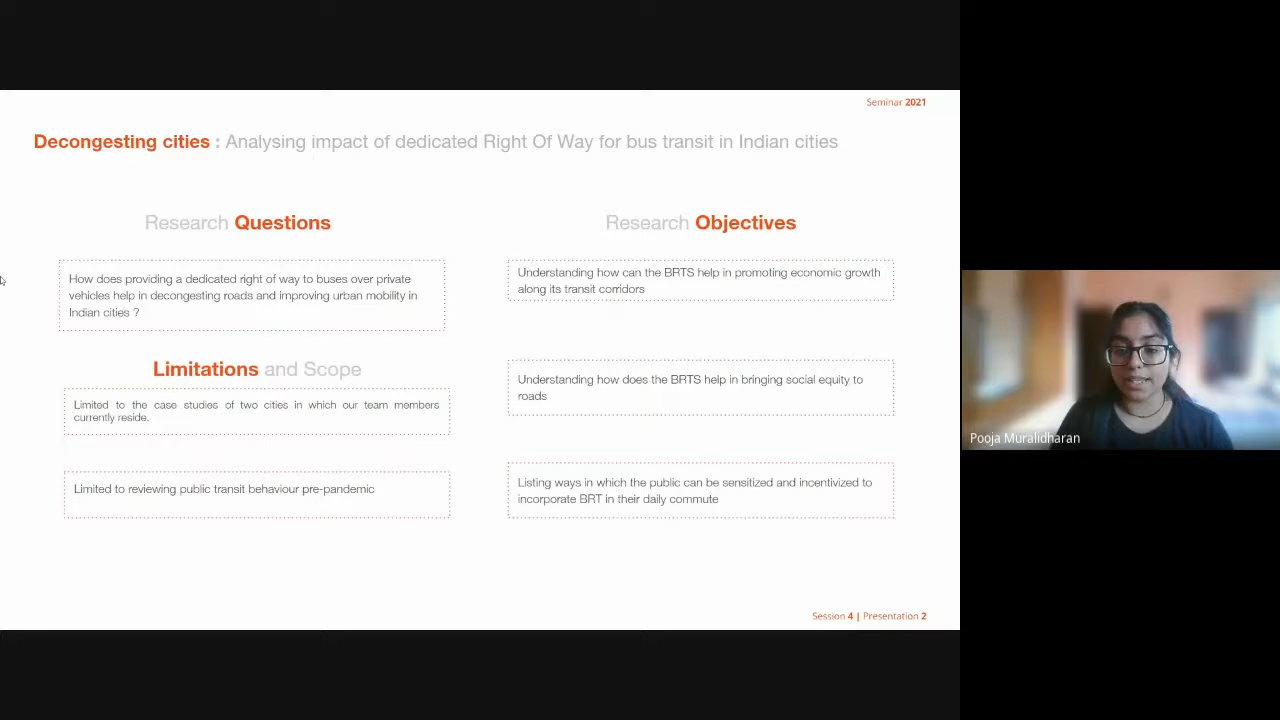 Seminar 2021
Decongesting cities : Analysing impact of dedicated Right Of Way for bus transit in Indian cities
Research Questions
How does providing a dedicated right of way to buses over private
vehicles help in decongesting roads and improving urban mobility in
Indian cities ?
Limitations and Scope
Limited to the case studies of two cities in which our team members
currently reside.
Limited to reviewing public transit behaviour pre-pandemic
Research Objectives
Understanding how can the BRTS help in promoting economic growth
along its transit corridors
Understanding how does the BRTS help in bringing social equity to
roads
Listing ways in which the public can be sensitized and incentivized to
incorporate BRT in their daily commute
Session 4 | Presentation 2
Pooja Muralidharan